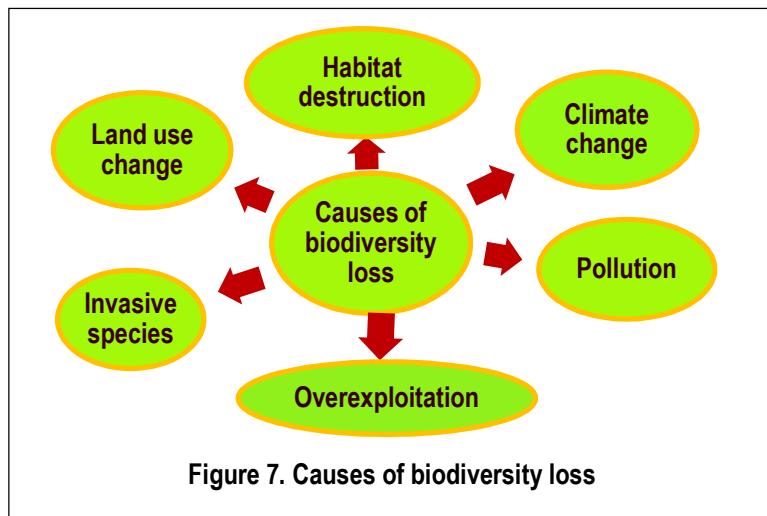 Habitat
destruction
Land use
change
Climate
change
Causes of
biodiversity
loss
Pollution
Invasive
species
Overexploitation
Figure 7. Causes of biodiversity loss